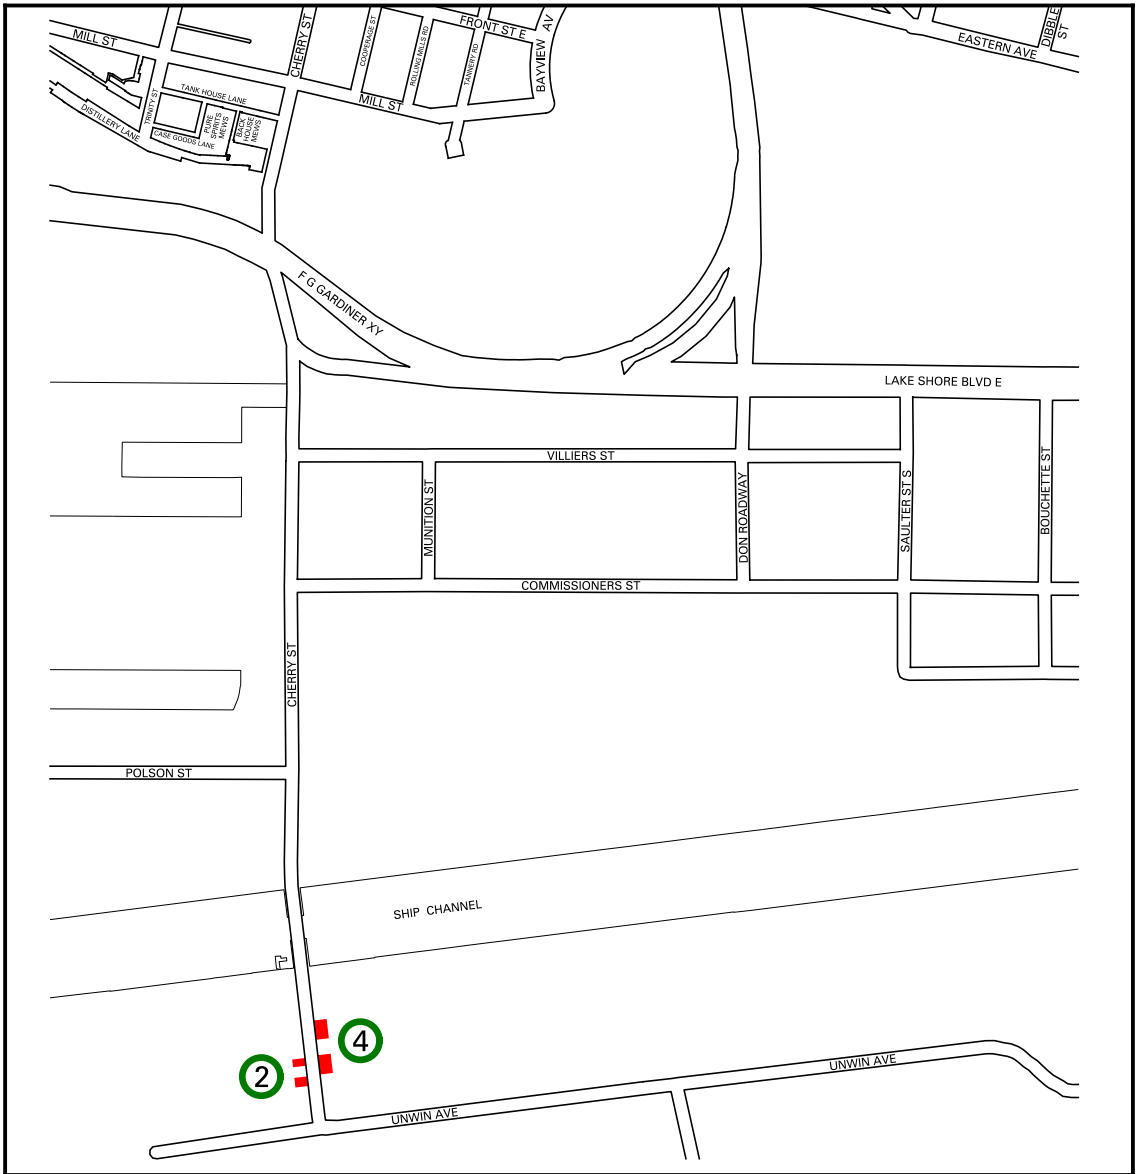 MILL ST
CHERRY ST
COOPERAGE ST
ROLLING MILLS RD
FRONT ST E
TANNERY RD
BAYVIEW AV
EASTERN AVE
DIBBLE ST
TRINITY ST
TANK HOUSE LANE
MILL ST
DISTILLERY LANE
CASE GOODS LANE
PURE
SPIRITS
MEWS
BACK
HOUSE
MEWS
F G GARDINER XY
LAKE SHORE BLVD E
VILLIERS ST
MUNITION ST
DON ROADWAY
SAULTER ST S
BOUCHETTE ST
COMMISSIONERS ST
CHERRY ST
POLSON ST
SHIP CHANNEL
4
2
UNWIN AVE
UNWIN AVE